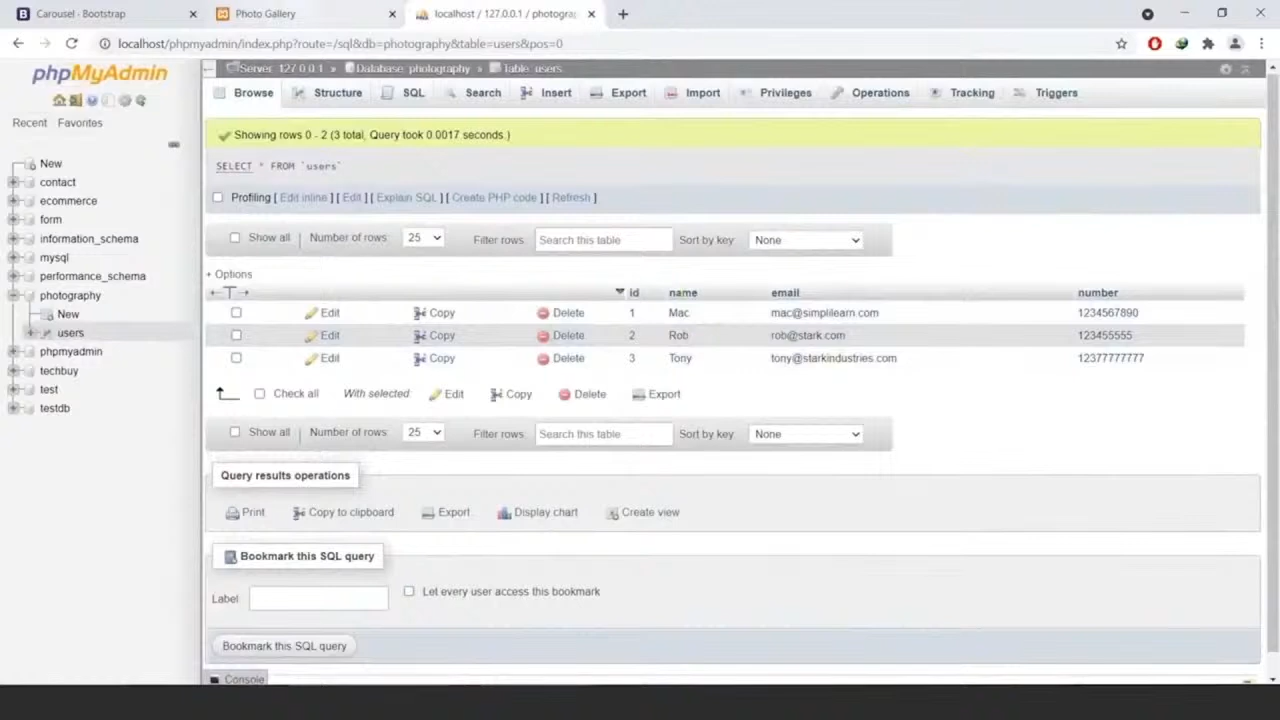 Carousel · Bootstrap
Photo Gallery
localhost / 127.0.0.1 / photogra
localhost/phpmyadmin/index.php?route=/sql&db=photography&table=users&pos=0
phpMyAdmin
Recent Favorites
New
contact
ecommerce
form
information_schema
mysql
performance_schema
photography
New
users
phpmyadmin
techbuy
test
testdb
Server: 127.0.0.1 » Database: photography » Table: users
Browse Structure SQL Search Insert Export Import Privileges Operations Tracking Triggers
Showing rows 0 - 2 (3 total, Query took 0.0017 seconds.)
SELECT * FROM `users`
Profiling [ Edit inline ] [ Edit ] [ Explain SQL ] [ Create PHP code ] [ Refresh ]
Show all Number of rows: 25 Filter rows: Search this table Sort by key: None
+ Options
id name email number
Edit Copy Delete 1 Mac mac@simplilearn.com 1234567890
Edit Copy Delete 2 Rob rob@stark.com 123455555
Edit Copy Delete 3 Tony tony@starkindustries.com 12377777777
Check all With selected: Edit Copy Delete Export
Show all Number of rows: 25 Filter rows: Search this table Sort by key: None
Query results operations
Print Copy to clipboard Export Display chart Create view
Bookmark this SQL query
Label: Let every user access this bookmark
Bookmark this SQL query
Console